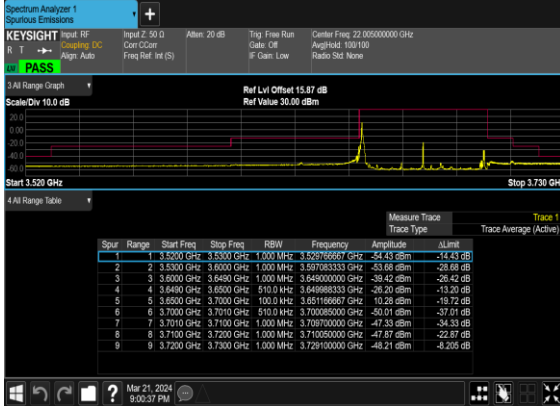 Spectrum Analyzer 1
Spurious Emissions
+
KEYSIGHT Input: RF Input Z: 50 Ω Atten: 20 dB Trig: Free Run Center Freq: 22.005000000 GHz
R T Coupling: DC Corr CCorr Gate: Off Avg|Hold: 100/100
Align: Auto Freq Ref: Int (S) IF Gain: Low Radio Std: None
PASS
3 All Range Graph
Ref Lvl Offset 15.87 dB
Scale/Div 10.0 dB Ref Value 30.00 dBm
20.0
0.00
-20.0
-40.0
-60.0
Start 3.520 GHz Stop 3.730 GH
4 All Range Table
Measure Trace Trace 1
Trace Type Trace Average (Active)
Spur Range Start Freq Stop Freq RBW Frequency Amplitude ΔLimit
1 1 3.5200 GHz 3.5300 GHz 1.000 MHz 3.529766667 GHz -54.43 dBm -14.43 dB
2 2 3.5300 GHz 3.6000 GHz 1.000 MHz 3.597083333 GHz -53.68 dBm -28.68 dB
3 3 3.6000 GHz 3.6490 GHz 1.000 MHz 3.649000000 GHz -39.42 dBm -26.42 dB
4 4 3.6490 GHz 3.6500 GHz 510.0 kHz 3.649988333 GHz -26.20 dBm -13.20 dB
5 5 3.6500 GHz 3.7000 GHz 100.0 kHz 3.651166667 GHz 10.28 dBm -19.72 dB
6 6 3.7000 GHz 3.7010 GHz 510.0 kHz 3.700085000 GHz -50.01 dBm -37.01 dB
7 7 3.7010 GHz 3.7100 GHz 1.000 MHz 3.709700000 GHz -47.33 dBm -34.33 dB
8 8 3.7100 GHz 3.7200 GHz 1.000 MHz 3.710050000 GHz -47.87 dBm -22.87 dB
9 9 3.7200 GHz 3.7300 GHz 1.000 MHz 3.729100000 GHz -48.21 dBm -8.205 dB
? Mar 21, 2024
9:00:37 PM